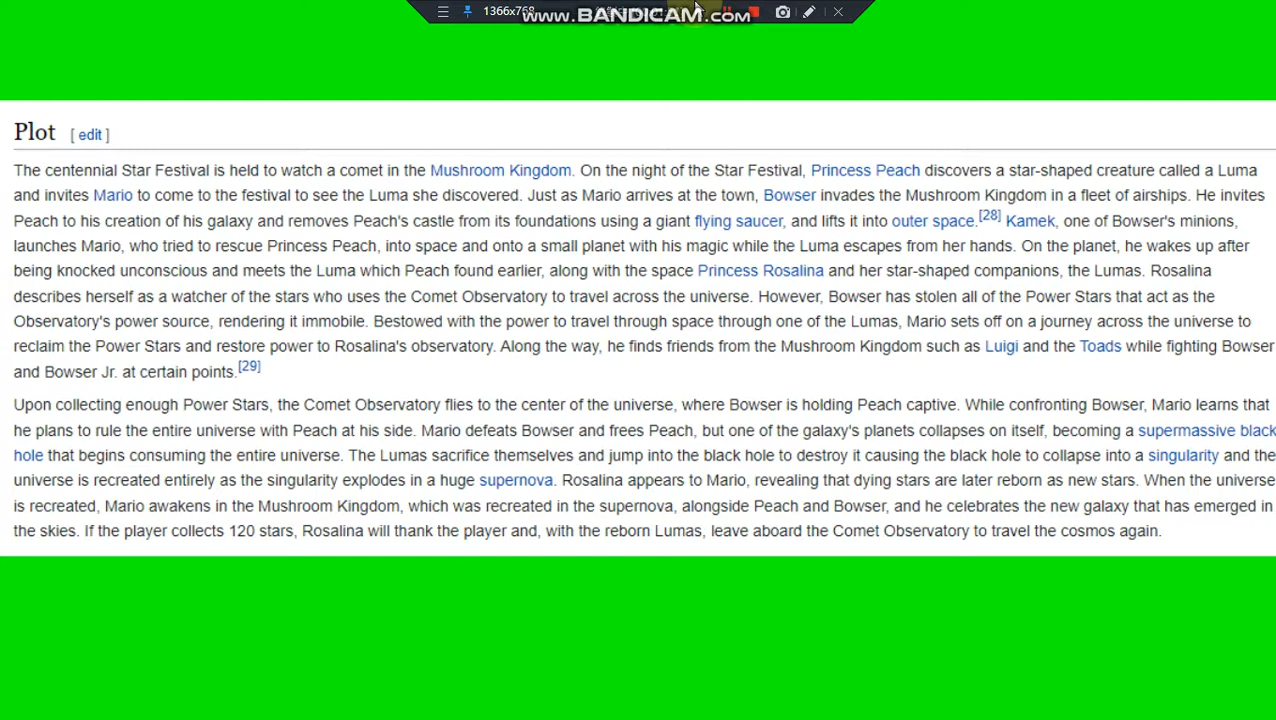 1366x768
www.BANDICAM.com
Plot [ edit ]
The centennial Star Festival is held to watch a comet in the Mushroom Kingdom. On the night of the Star Festival, Princess Peach discovers a star-shaped creature called a Luma
and invites Mario to come to the festival to see the Luma she discovered. Just as Mario arrives at the town, Bowser invades the Mushroom Kingdom in a fleet of airships. He invites
Peach to his creation of his galaxy and removes Peach's castle from its foundations using a giant flying saucer, and lifts it into outer space.[28] Kamek, one of Bowser's minions,
launches Mario, who tried to rescue Princess Peach, into space and onto a small planet with his magic while the Luma escapes from her hands. On the planet, he wakes up after
being knocked unconscious and meets the Luma which Peach found earlier, along with the space Princess Rosalina and her star-shaped companions, the Lumas. Rosalina
describes herself as a watcher of the stars who uses the Comet Observatory to travel across the universe. However, Bowser has stolen all of the Power Stars that act as the
Observatory's power source, rendering it immobile. Bestowed with the power to travel through space through one of the Lumas, Mario sets off on a journey across the universe to
reclaim the Power Stars and restore power to Rosalina's observatory. Along the way, he finds friends from the Mushroom Kingdom such as Luigi and the Toads while fighting Bowser
and Bowser Jr. at certain points.[29]
Upon collecting enough Power Stars, the Comet Observatory flies to the center of the universe, where Bowser is holding Peach captive. While confronting Bowser, Mario learns that
he plans to rule the entire universe with Peach at his side. Mario defeats Bowser and frees Peach, but one of the galaxy's planets collapses on itself, becoming a supermassive black
hole that begins consuming the entire universe. The Lumas sacrifice themselves and jump into the black hole to destroy it causing the black hole to collapse into a singularity and the
universe is recreated entirely as the singularity explodes in a huge supernova. Rosalina appears to Mario, revealing that dying stars are later reborn as new stars. When the universe
is recreated, Mario awakens in the Mushroom Kingdom, which was recreated in the supernova, alongside Peach and Bowser, and he celebrates the new galaxy that has emerged in
the skies. If the player collects 120 stars, Rosalina will thank the player and, with the reborn Lumas, leave aboard the Comet Observatory to travel the cosmos again.